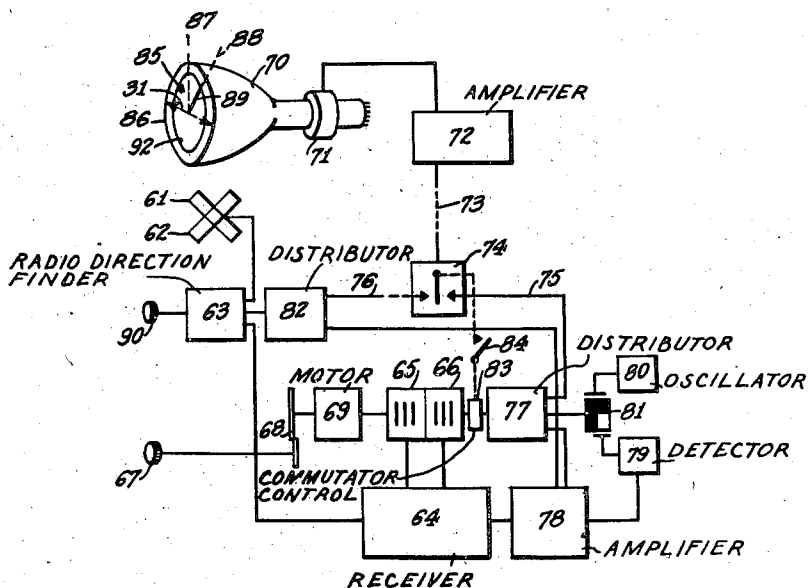 87
88
85
70
31
89
86
92
71
AMPLIFIER
72
73
61
62
RADIO DIRECTION
FINDER
DISTRIBUTOR
74
76
75
63
82
90
84
DISTRIBUTOR
MOTOR
65
66
83
80
OSCILLATOR
69
77
81
68
67
COMMUTATOR
CONTROL
79
DETECTOR
64
78
AMPLIFIER
RECEIVER